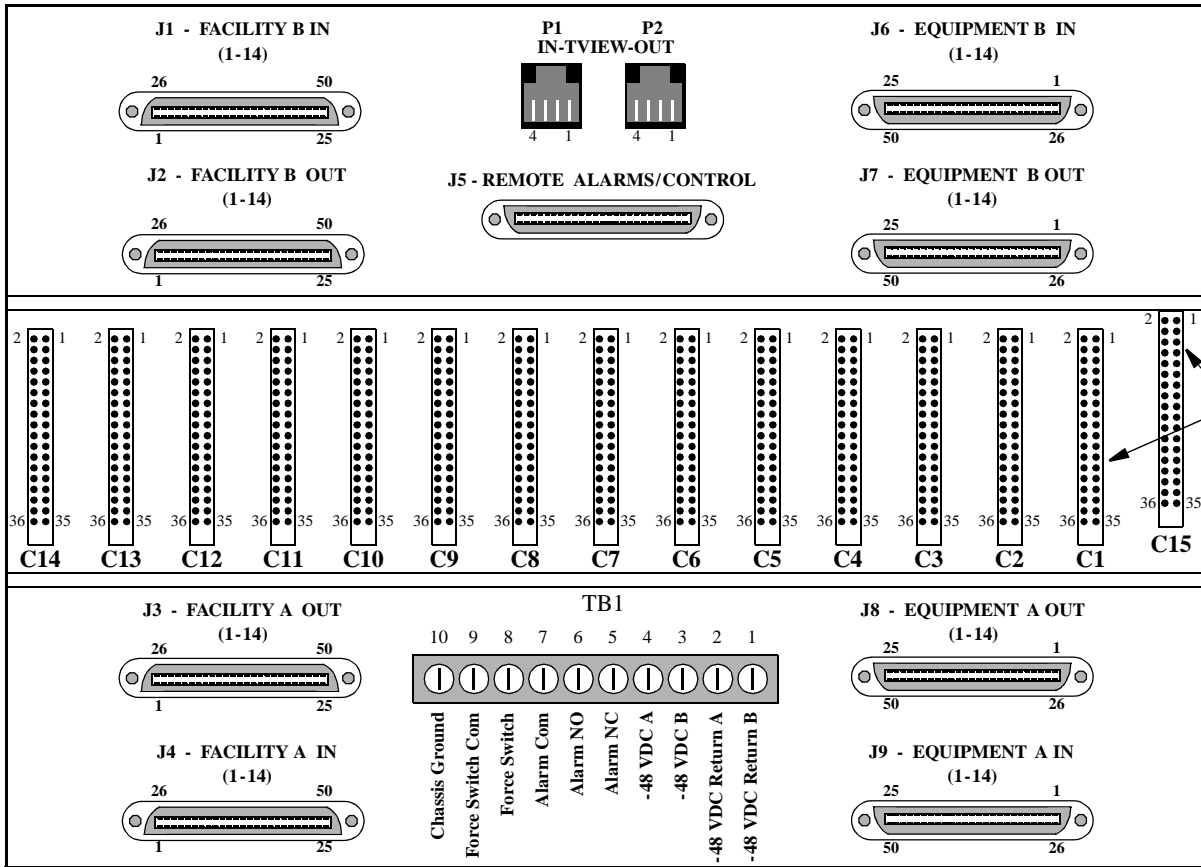 J1 - FACILITY B IN
(1-14)
26 50
1 25
P1 P2
IN-TVIEW-OUT
4 1 4 1
J6 - EQUIPMENT B IN
(1-14)
25 1
50 26
J2 - FACILITY B OUT
(1-14)
26 50
1 25
J5 - REMOTE ALARMS/CONTROL
J7 - EQUIPMENT B OUT
(1-14)
25 1
50 26
2 1 2 1 2 1 2 1 2 1 2 1 2 1 2 1 2 1 2 1 2 1 2 1 2 1 2 1 2 1
36 35 36 35 36 35 36 35 36 35 36 35 36 35 36 35 36 35 36 35 36 35 36 35 36 35 36 35 36 35
C14 C13 C12 C11 C10 C9 C8 C7 C6 C5 C4 C3 C2 C1 C15
J3 - FACILITY A OUT
(1-14)
26 50
1 25
TB1
10 9 8 7 6 5 4 3 2 1
Chassis Ground
Force Switch Com
Force Switch
Alarm Com
Alarm NO
Alarm NC
-48 VDC A
-48 VDC B
-48 VDC Return A
-48 VDC Return B
J8 - EQUIPMENT A OUT
(1-14)
25 1
50 26
J4 - FACILITY A IN
(1-14)
26 50
1 25
J9 - EQUIPMENT A IN
(1-14)
25 1
50 26